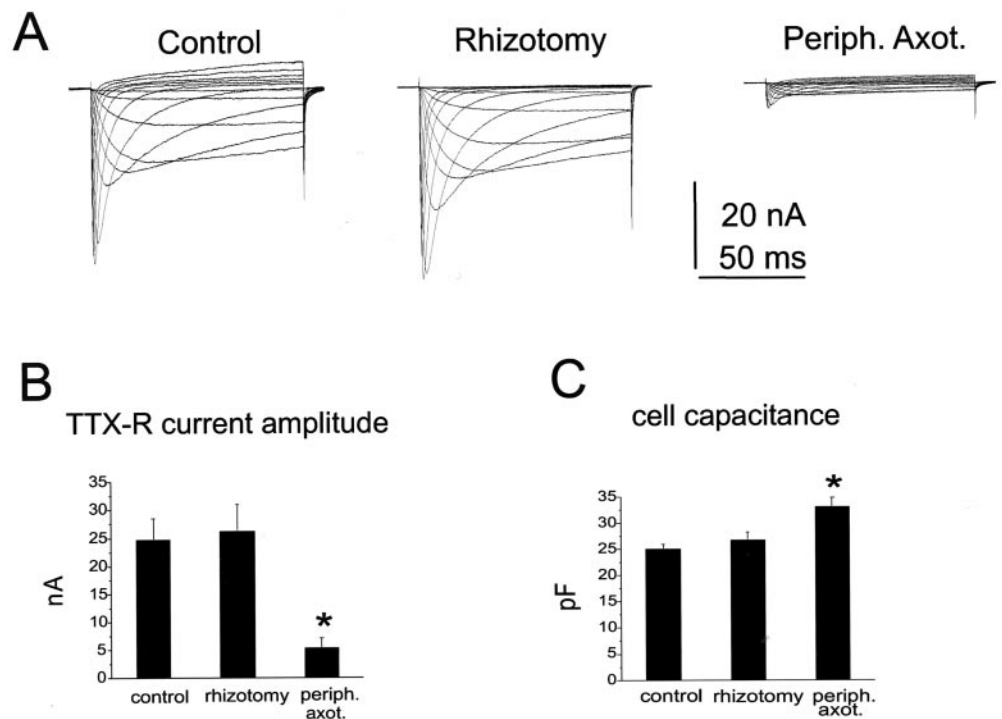 A
Control
Rhizotomy
Periph. Axot.
20 nA
50 ms
B
TTX-R current amplitude
35
30
25
20
15
10
5
0
nA
*
control
rhizotomy
periph.
axot.
C
cell capacitance
35
30
25
20
15
10
5
0
pF
*
control
rhizotomy
periph.
axot.